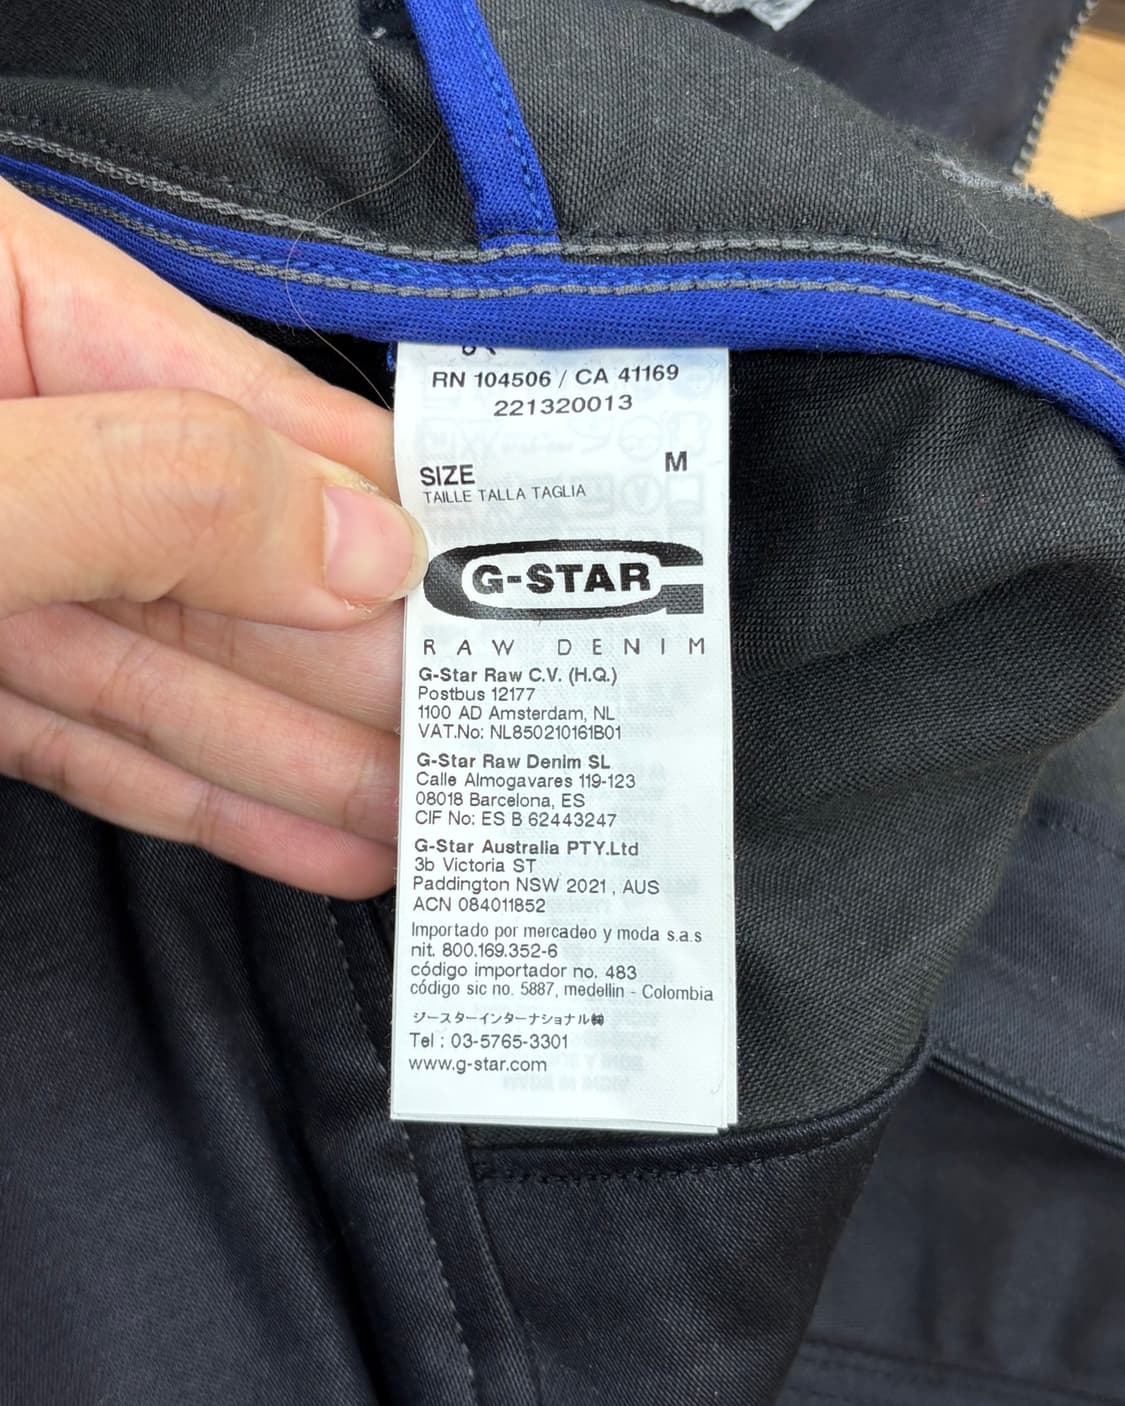 RN 104506 / CA 41169
221320013
SIZE M
TAILLE TALLA TAGLIA
G-STAR
RAW DENIM
G-Star Raw C.V. (H.Q.)
Postbus 12177
1100 AD Amsterdam, NL
VAT.No: NL850210161B01
G-Star Raw Denim SL
Calle Almogavares 119-123
08018 Barcelona, ES
CIF No: ES B 62443247
G-Star Australia PTY.Ltd
3b Victoria ST
Paddington NSW 2021, AUS
ACN 084011852
Importado por mercadeo y moda s.a.s
nit. 800.169.352-6
código importador no. 483
código sic no. 5887, medellin - Colombia
ジースターインターナショナル㈱
Tel : 03-5765-3301
www.g-star.com